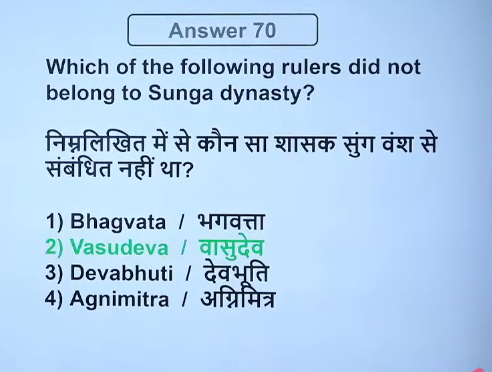 Answer 70
Which of the following rulers did not
belong to Sunga dynasty?
निम्नलिखित में से कौन सा शासक सुंग वंश से
संबंधित नहीं था?
1) Bhagvata / भगवत्ता
2) Vasudeva / वासुदेव
3) Devabhuti / देवभूति
4) Agnimitra / अग्निमित्र